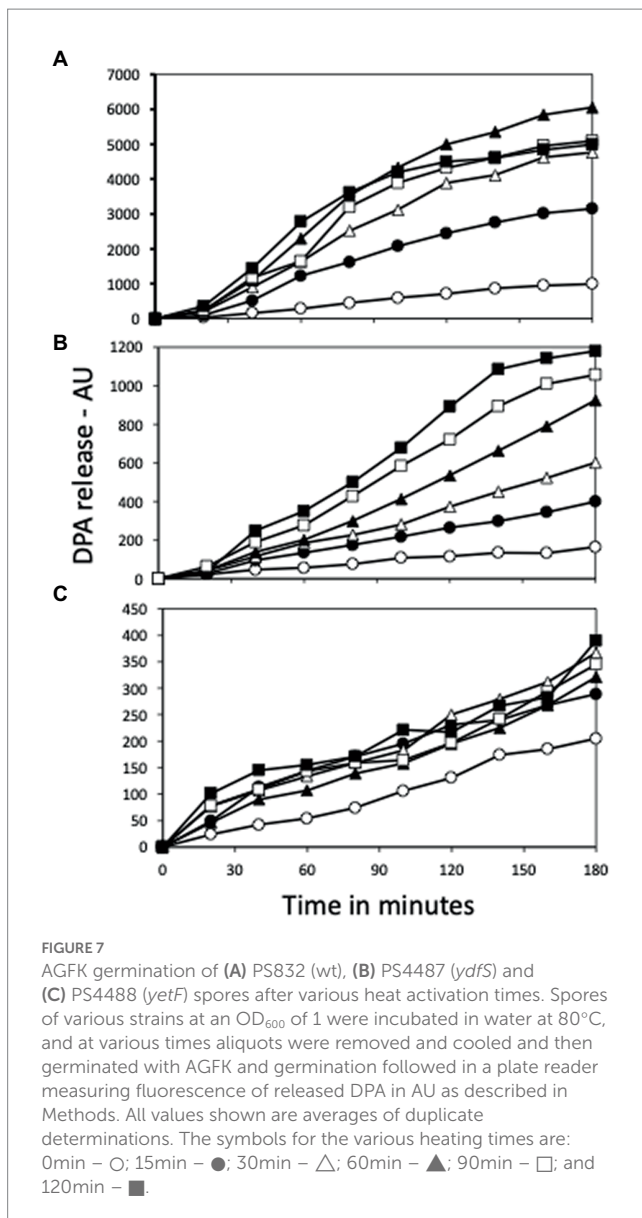 A
7000
6000
5000
4000
3000
2000
1000
0
B
1200
1000
800
600
400
200
0
DPA release - AU
C
450
400
350
300
250
200
150
100
50
0
0 30 60 90 120 150 180
Time in minutes
FIGURE 7
AGFK germination of (A) PS832 (wt), (B) PS4487 (ydfS) and
(C) PS4488 (yetF) spores after various heat activation times. Spores
of various strains at an OD600 of 1 were incubated in water at 80°C,
and at various times aliquots were removed and cooled and then
germinated with AGFK and germination followed in a plate reader
measuring fluorescence of released DPA in AU as described in
Methods. All values shown are averages of duplicate
determinations. The symbols for the various heating times are:
0min – ○; 15min – ●; 30min – △; 60min – ▲; 90min – □; and
120min – ■.